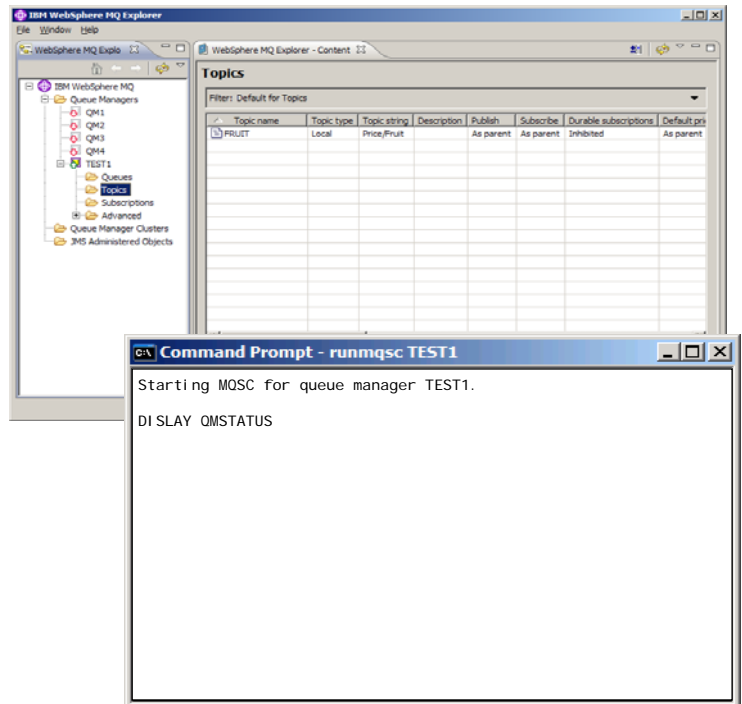 IBM WebSphere MQ Explorer
File Window Help
WebSphere MQ Explo
WebSphere MQ Explorer - Content
IBM WebSphere MQ
Queue Managers
QM1
QM2
QM3
QM4
TEST1
Queues
Topics
Subscriptions
Advanced
Queue Manager Clusters
JMS Administered Objects
Topics
Filter: Default for Topics
Topic name Topic type Topic string Description Publish Subscribe Durable subscriptions Default pri
FRUIT Local Price/Fruit As parent As parent Inhibited As parent
Command Prompt - runmqsc TEST1
Starting MQSC for queue manager TEST1.
DISLAY QMSTATUS